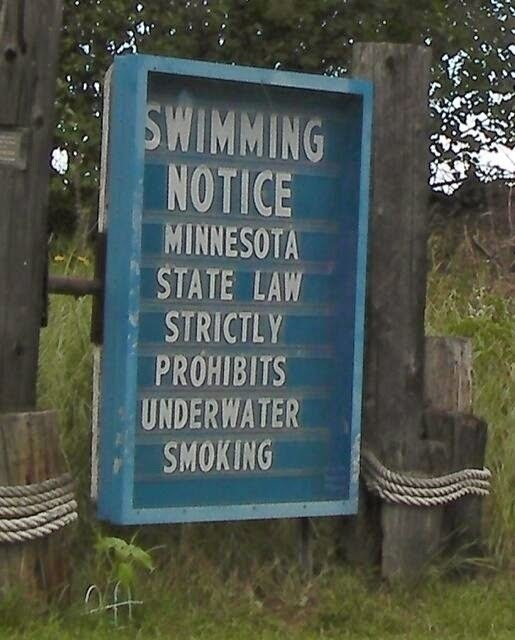 SWIMMING
NOTICE
MINNESOTA
STATE LAW
STRICTLY
PROHIBITS
UNDERWATER
SMOKING